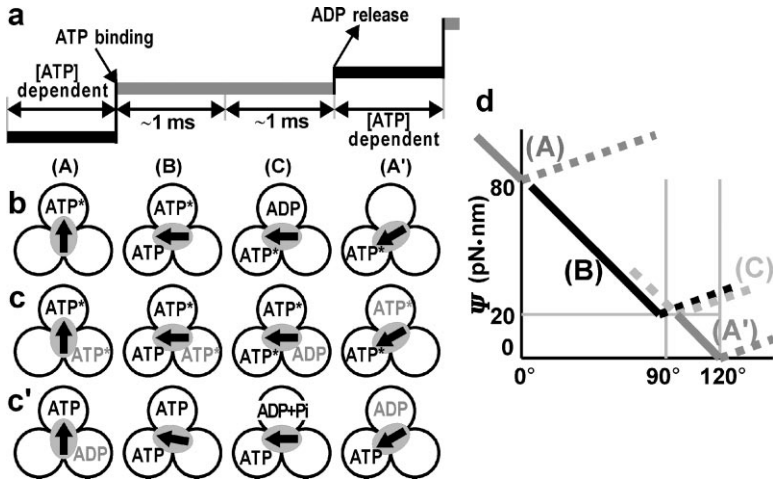 a
ATP binding
ADP release
[ATP]
dependent
~1 ms
~1 ms
[ATP]
dependent
(A)
(B)
(C)
(A')
b
ATP*
ATP*
ATP
ADP
ATP*
ATP*
c
ATP*
ATP*
ATP*
ATP
ATP*
ATP*
ATP*
ADP
ATP*
ATP*
c'
ATP
ADP
ATP
ATP
ADP+Pi
ATP
ADP
ATP
d
(A)
80
Ψ (pN·nm)
(B)
(C)
20
(A')
0
0°
90°
120°